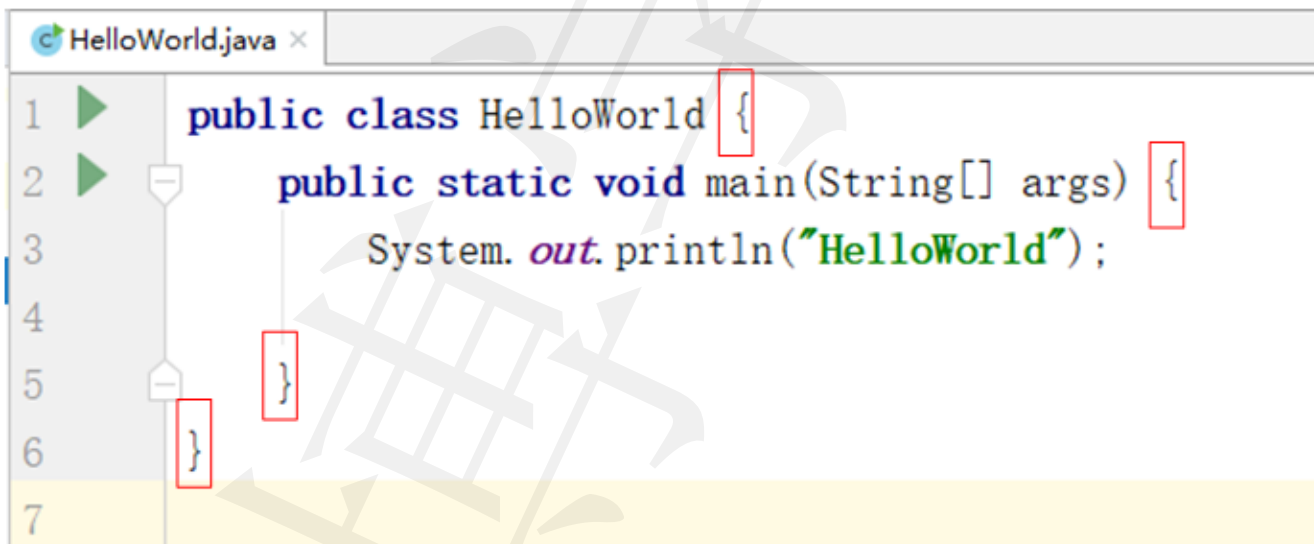 HelloWorld.java ×
1 public class HelloWorld {
2 public static void main(String[] args) {
3 System.out.println("HelloWorld");
4
5 }
6 }
7